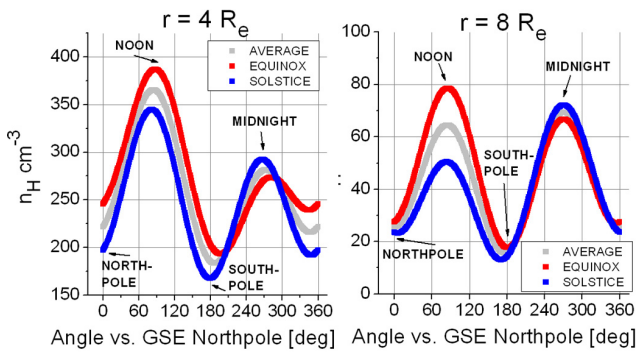 r = 4 Re
NOON
AVERAGE
EQUINOX
SOLSTICE
MIDNIGHT
NORTH-
POLE
SOUTH-
POLE
nH cm-3
400
350
300
250
200
150
0 60 120 180 240 300 360
Angle vs. GSE Northpole [deg]
r = 8 Re
NOON
MIDNIGHT
SOUTH-
POLE
NORTHPOLE
AVERAGE
EQUINOX
SOLSTICE
100
80
60
40
20
0
0 60 120 180 240 300 360
Angle vs. GSE Northpole [deg]